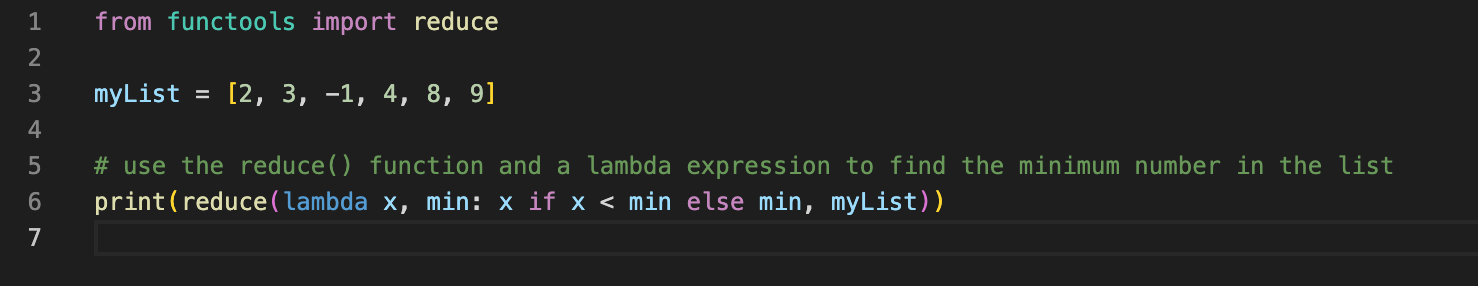 1 from functools import reduce
2
3 myList = [2, 3, -1, 4, 8, 9]
4
5 # use the reduce() function and a lambda expression to find the minimum number in the list
6 print(reduce(lambda x, min: x if x < min else min, myList))
7